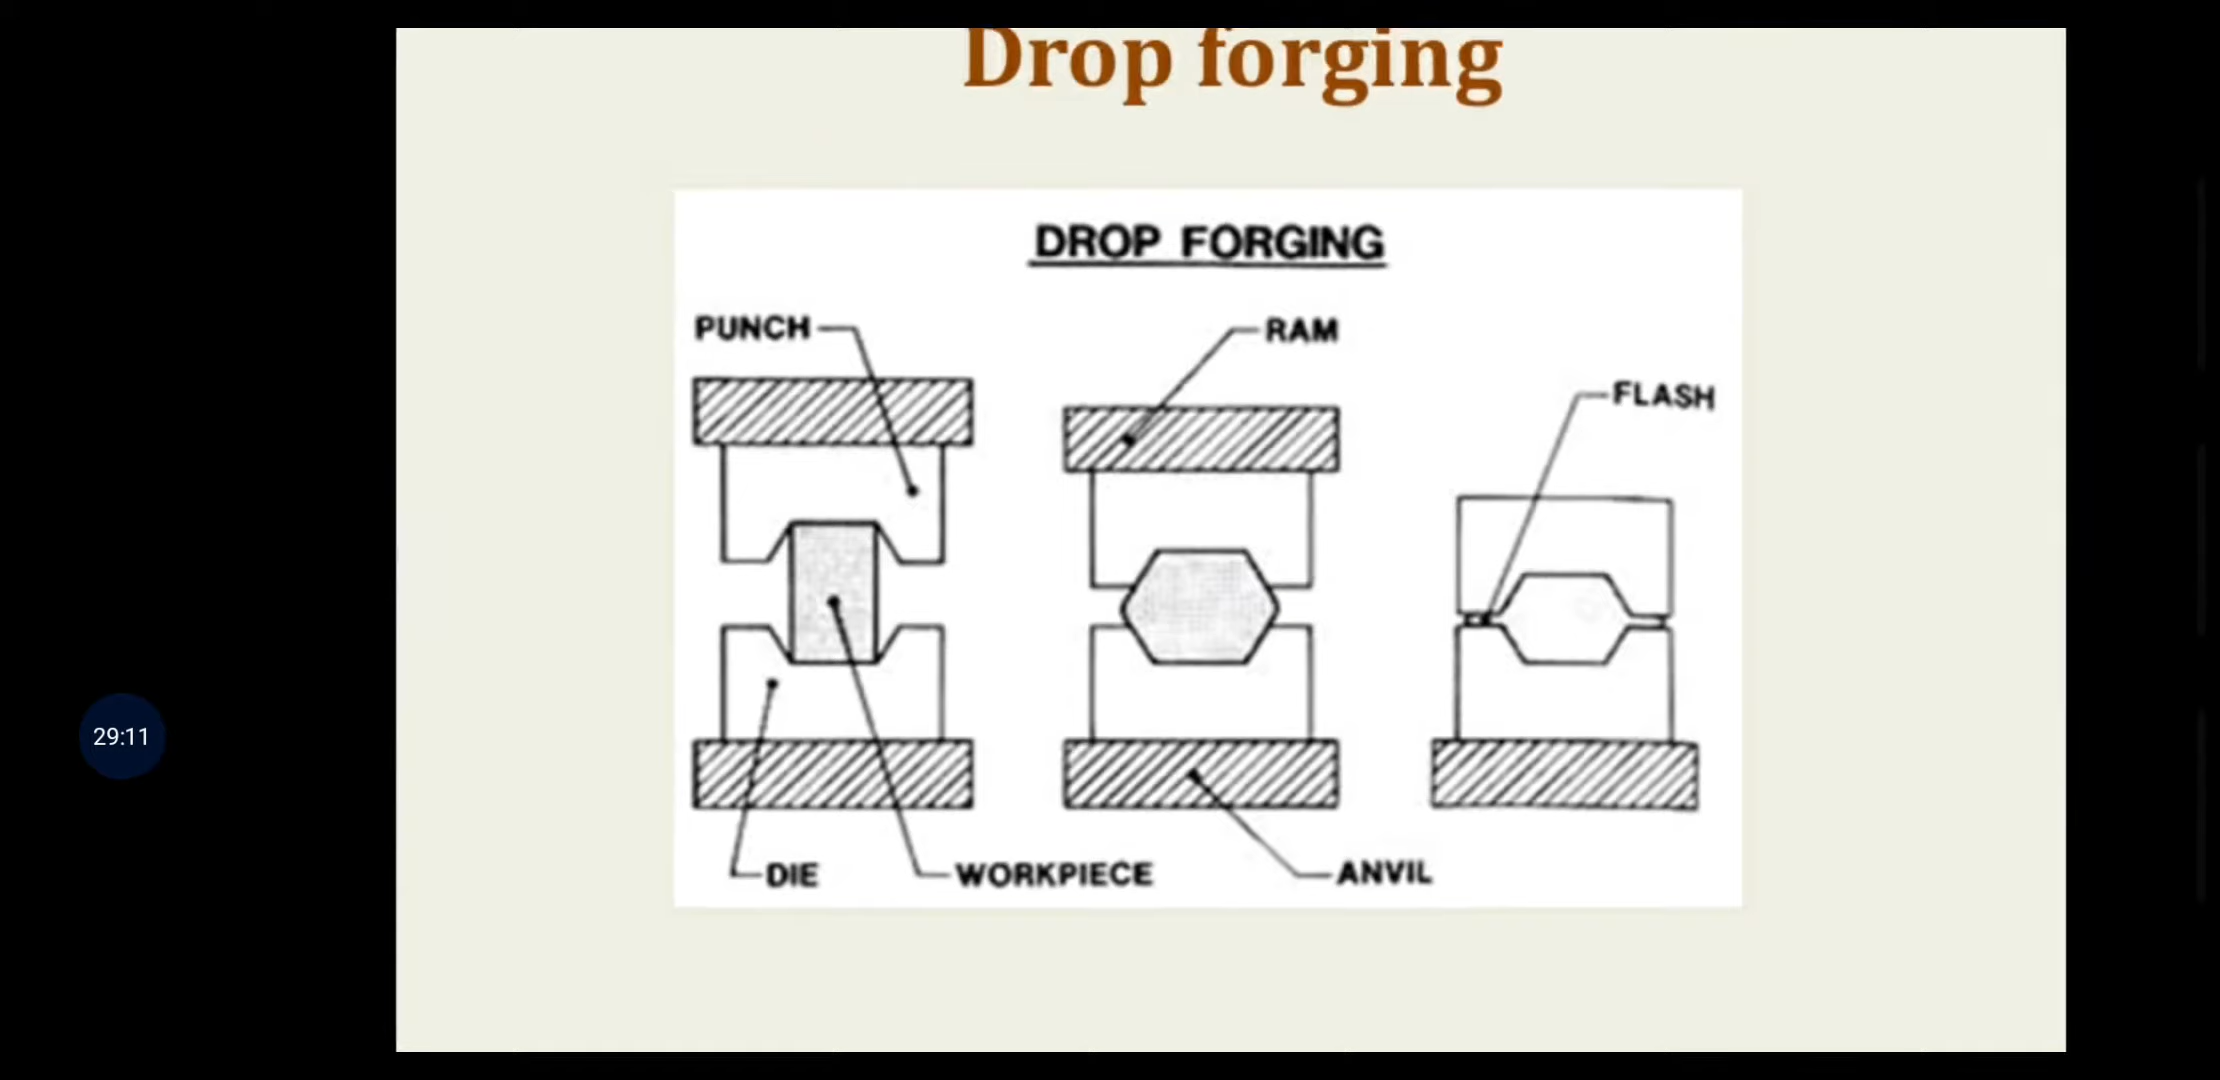 Drop forging
DROP FORGING
PUNCH
RAM
FLASH
29:11
DIE
WORKPIECE
ANVIL